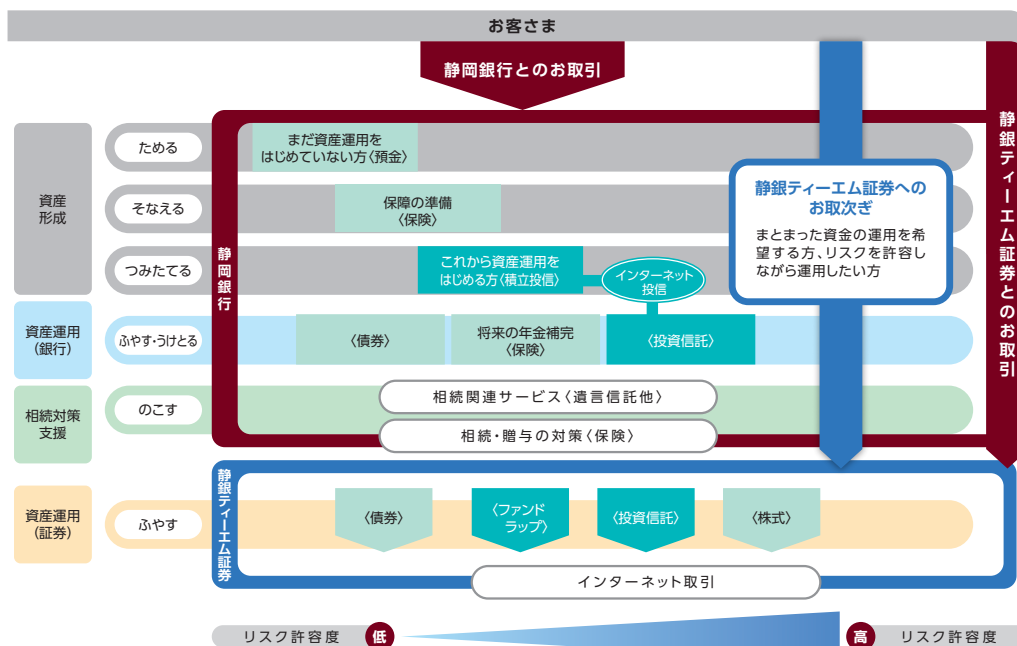 お客さま
静岡銀行とのお取引
静銀ティーエム証券とのお取引
資産
形成
ためる
まだ資産運用を
はじめていない方〈預金〉
そなえる
保障の準備
〈保険〉
静銀ティーエム証券への
お取次ぎ
まとまった資金の運用を希
望する方、リスクを許容し
ながら運用したい方
静岡銀行
つみたてる
これから資産運用を
はじめる方〈積立投信〉
インターネット
投信
資産運用
(銀行)
ふやす・うけとる
〈債券〉
将来の年金補完
〈保険〉
〈投資信託〉
相続対策
支援
のこす
相続関連サービス〈遺言信託他〉
相続・贈与の対策〈保険〉
静銀ティーエム証券
資産運用
(証券)
ふやす
〈債券〉
〈ファンド
ラップ〉
〈投資信託〉
〈株式〉
インターネット取引
リスク許容度 低
高 リスク許容度